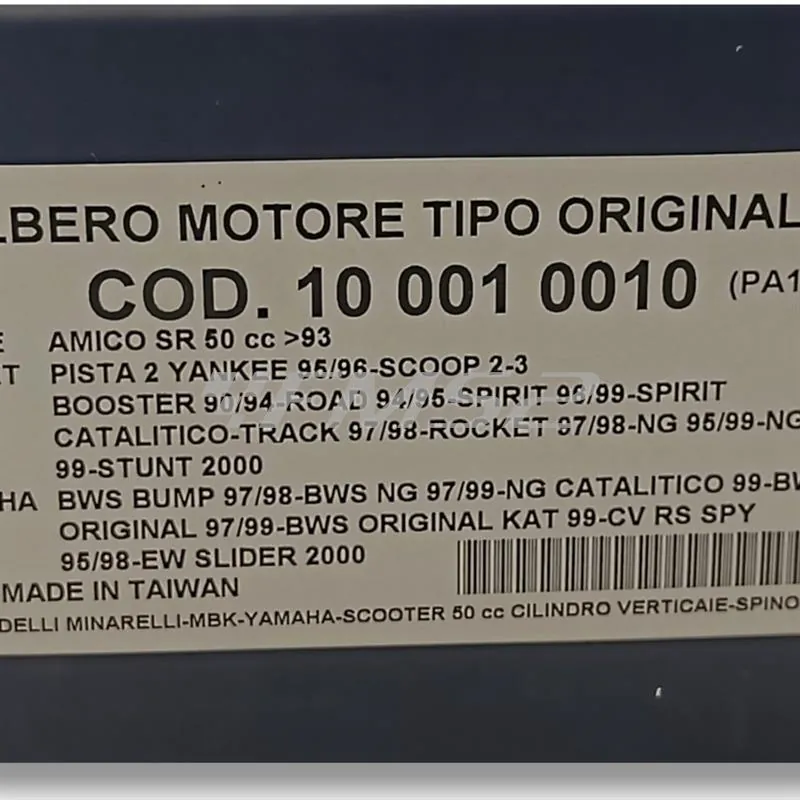 LBERO MOTORE TIPO ORIGINAL
COD. 10 001 0010 (PA1
E AMICO SR 50 cc >93
AT PISTA 2 YANKEE 95/96-SCOOP 2-3
BOOSTER 90/94-ROAD 94/95-SPIRIT 96/99-SPIRIT
CATALITICO-TRACK 97/98-ROCKET 97/98-NG 95/99-NG
99-STUNT 2000
HA BWS BUMP 97/98-BWS NG 97/99-NG CATALITICO 99-BW
ORIGINAL 97/99-BWS ORIGINAL KAT 99-CV RS SPY
95/98-EW SLIDER 2000
MADE IN TAIWAN
DELLI MINARELLI-MBK-YAMAHA-SCOOTER 50 cc CILINDRO VERTICAIE-SPINO